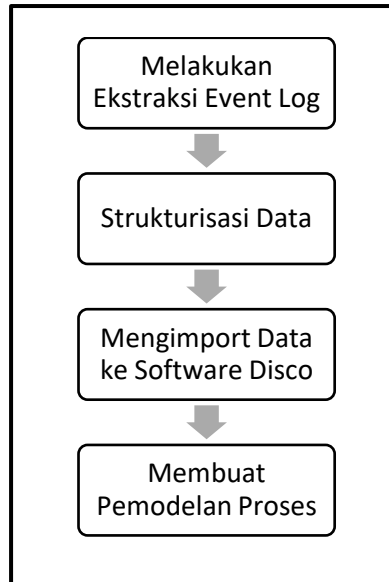 Melakukan
Ekstraksi Event Log
Strukturisasi Data
Mengimport Data
ke Software Disco
Membuat
Pemodelan Proses